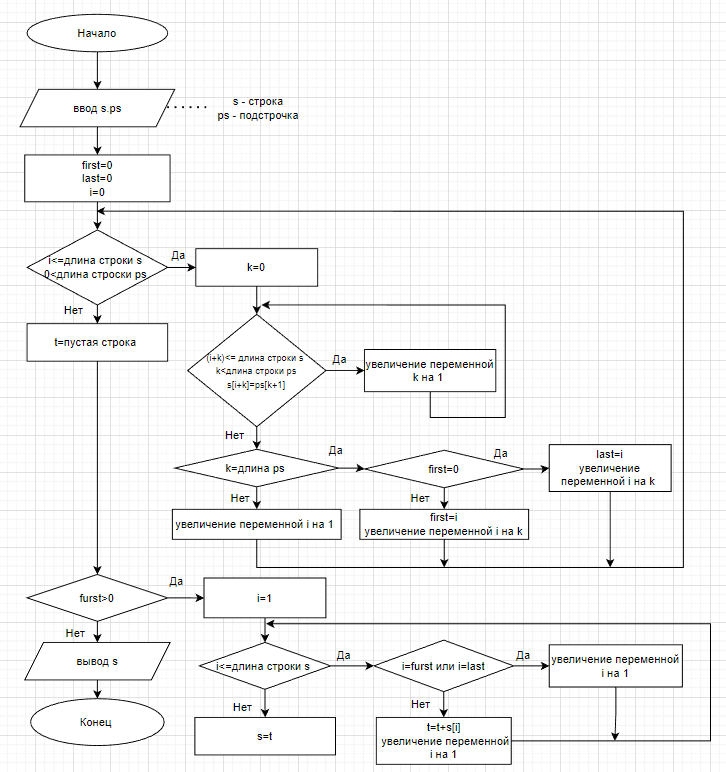 Начало
ввод s.ps
s - строка
ps - подстрочка
first=0
last=0
i=0
i<=длина строки s
0<длина строски ps
Да
k=0
Нет
t=пустая строка
(i+k)<= длина строки s
k<длина строки ps
s[i+k]=ps[k+1]
Да
увеличение переменной
k на 1
Нет
k=длина ps
Да
first=0
Да
last=i
увеличение
переменной i на k
Нет
увеличение переменной i на 1
Нет
first=i
увеличение переменной i на k
furst>0
Да
i=1
Нет
вывод s
Конец
i<=длина строки s
Да
i=furst или i=last
Да
увеличение переменной
i на 1
Нет
s=t
Нет
t=t+s[i]
увеличение переменной
i на 1